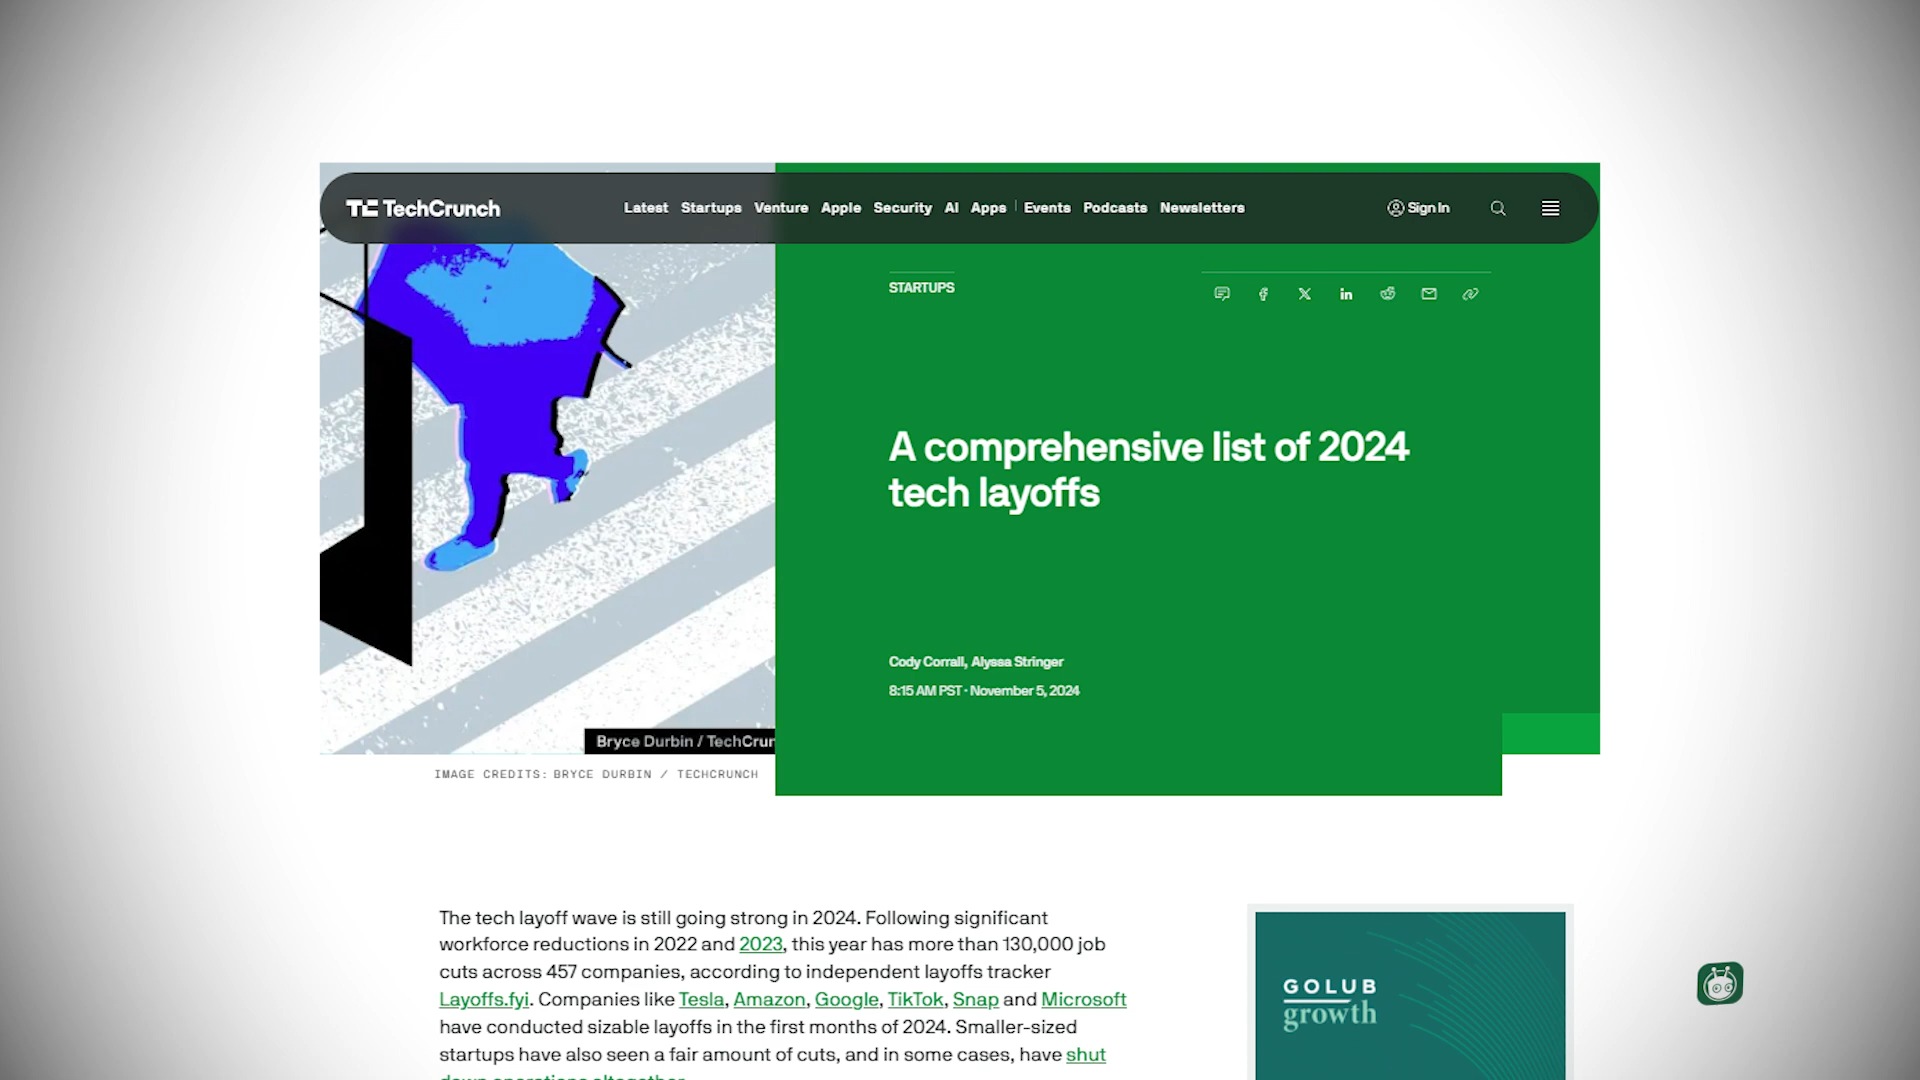 TechCrunch
Latest Startups Venture Apple Security AI Apps Events Podcasts Newsletters
Sign In
STARTUPS
A comprehensive list of 2024
tech layoffs
Cody Corrall, Alyssa Stringer
8:15 AM PST · November 5, 2024
Bryce Durbin / TechCrun
IMAGE CREDITS: BRYCE DURBIN / TECHCRUNCH
The tech layoff wave is still going strong in 2024. Following significant
workforce reductions in 2022 and 2023, this year has more than 130,000 job
cuts across 457 companies, according to independent layoffs tracker
Layoffs.fyi. Companies like Tesla, Amazon, Google, TikTok, Snap and Microsoft
have conducted sizable layoffs in the first months of 2024. Smaller-sized
startups have also seen a fair amount of cuts, and in some cases, have shut
down operations altogether.
GOLUB
growth